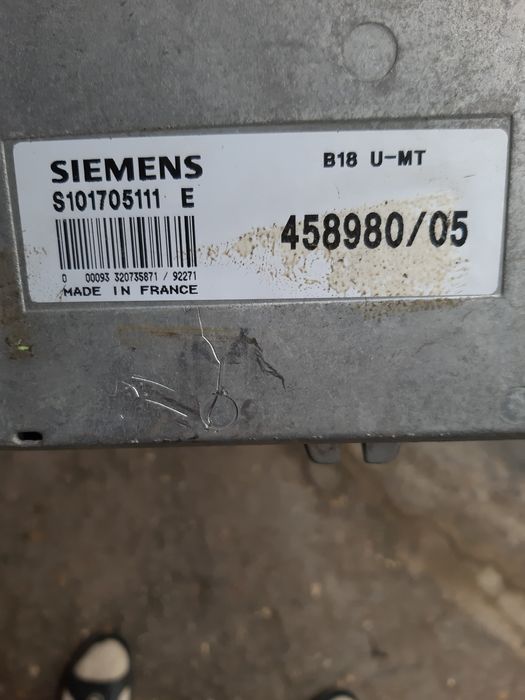 SIEMENS
B18 U-MT
S101705111 E
458980/05
0 00093 320735871 / 92271
MADE IN FRANCE